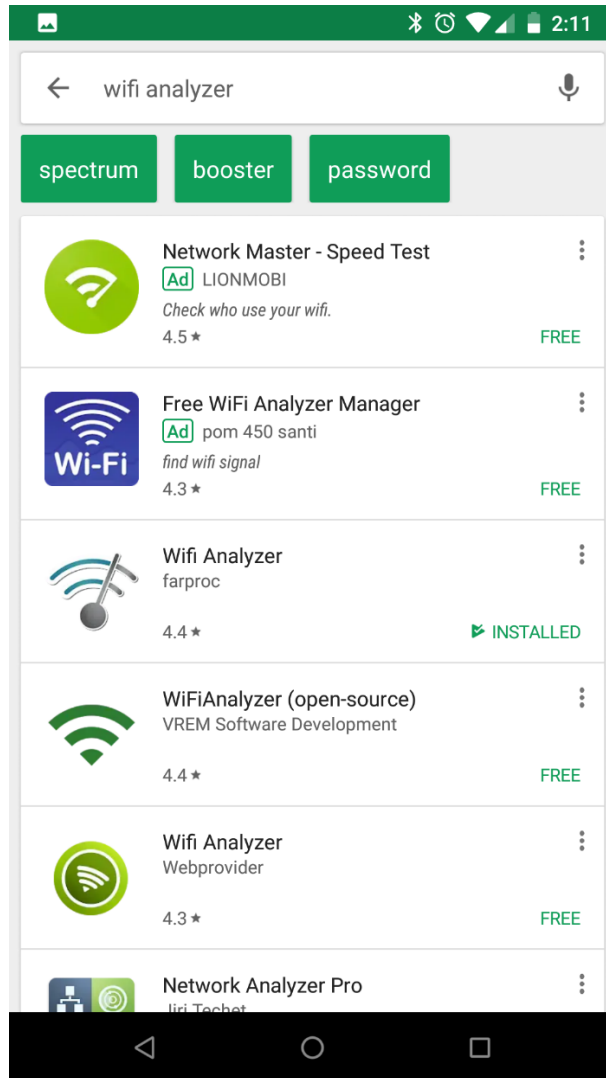 2:11
wifi analyzer
spectrum booster password
Network Master - Speed Test
Ad LIONMOBI
Check who use your wifi.
4.5★ FREE
Free WiFi Analyzer Manager
Wi-Fi
Ad pom 450 santi
find wifi signal
4.3★ FREE
Wifi Analyzer
farproc
4.4★ INSTALLED
WiFiAnalyzer (open-source)
VREM Software Development
4.4★ FREE
Wifi Analyzer
Webprovider
4.3★ FREE
Network Analyzer Pro
Jiri Techet